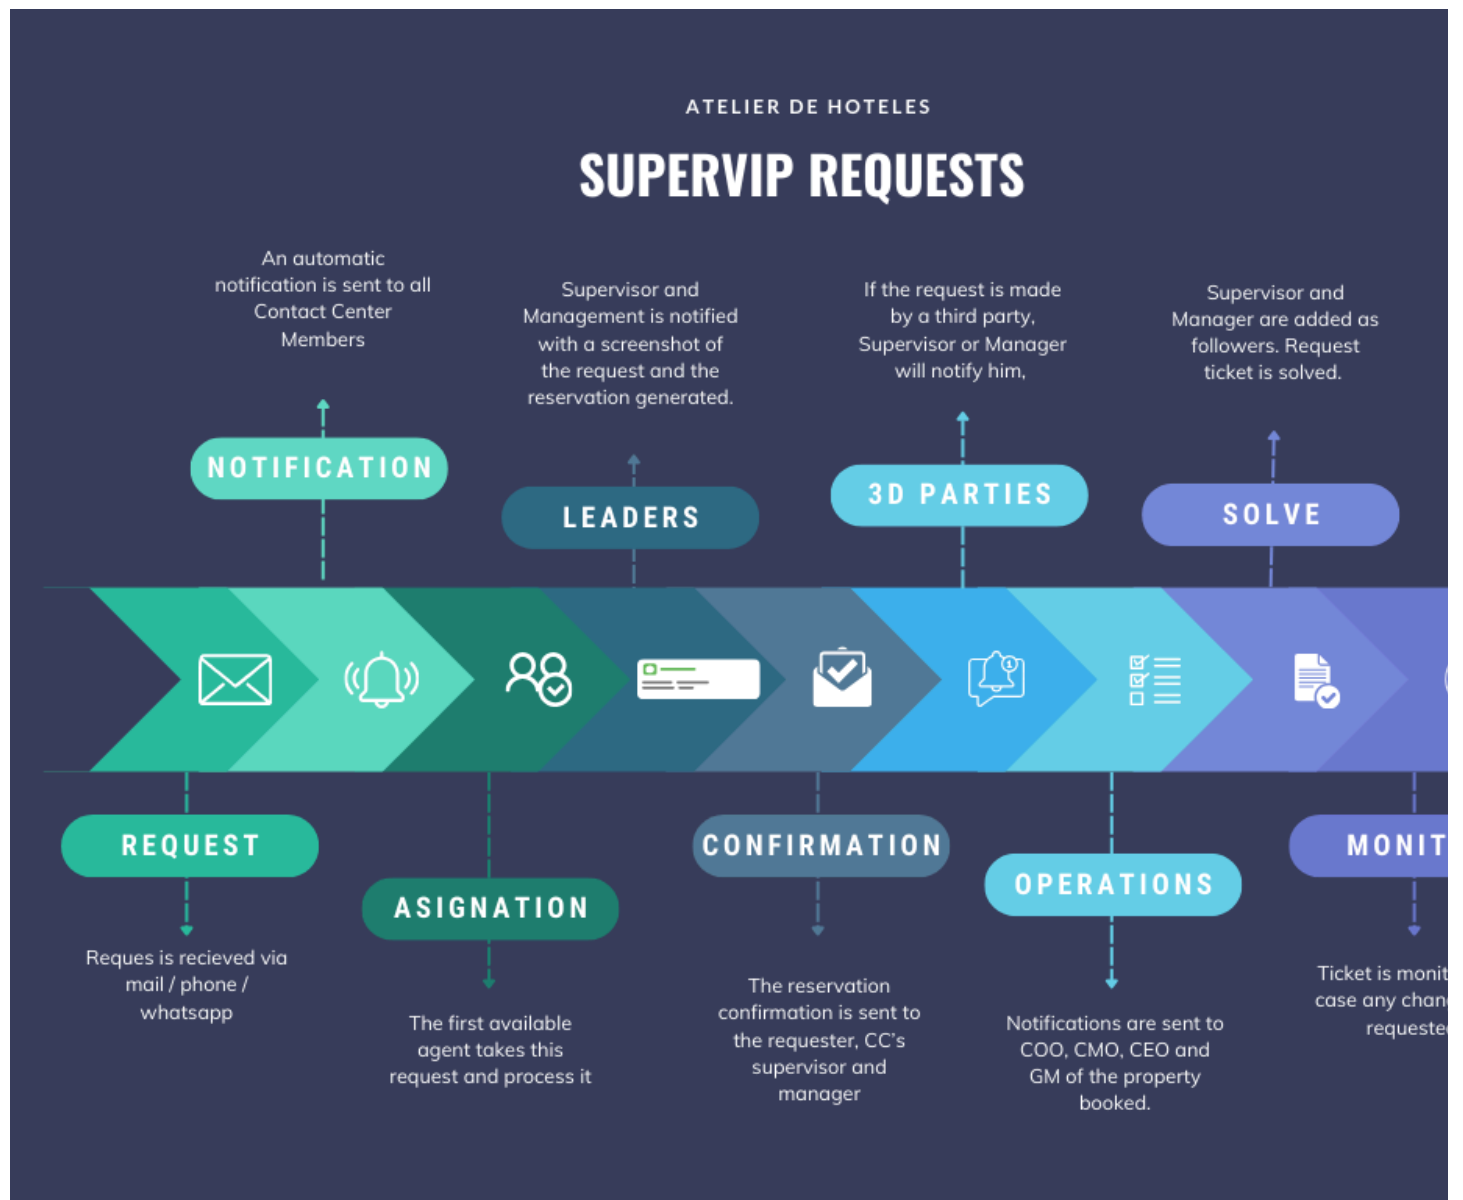 ATELIER DE HOTELES
SUPERVIP REQUESTS
An automatic
notification is sent to all
Contact Center
Members
NOTIFICATION
Supervisor and
Management is notified
with a screenshot of
the request and the
reservation generated.
LEADERS
If the request is made
by a third party,
Supervisor or Manager
will notify him,
3D PARTIES
Supervisor and
Manager are added as
followers. Request
ticket is solved.
SOLVE
1
REQUEST
Reques is recieved via
mail / phone /
whatsapp
ASIGNATION
The first available
agent takes this
request and process it
CONFIRMATION
The reservation
confirmation is sent to
the requester, CC's
supervisor and
manager
OPERATIONS
Notifications are sent to
COO, CMO, CEO and
GM of the property
booked.
MONIT
Ticket is monit
case any chan
requeste